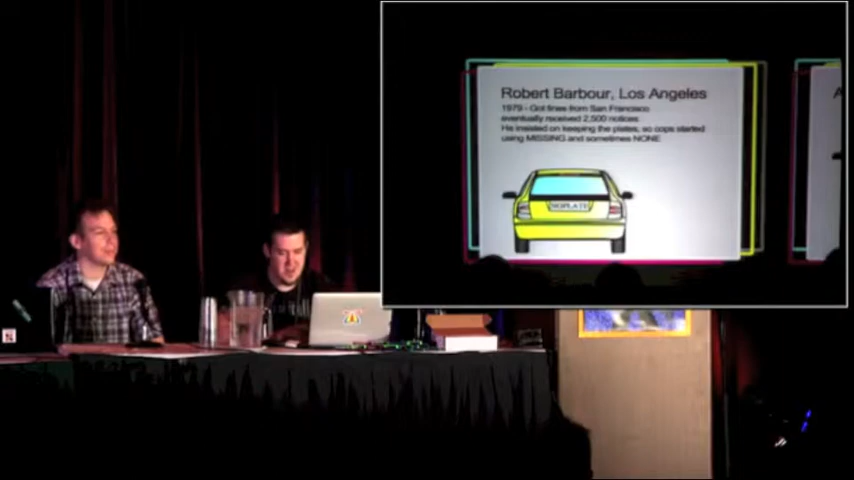 Robert Barbour, Los Angeles
1979 - Got fines from San Francisco
eventually received 2,500 notices
He insisted on keeping the plates, so cops started
using MISSING and sometimes NONE
NOPLATE
A